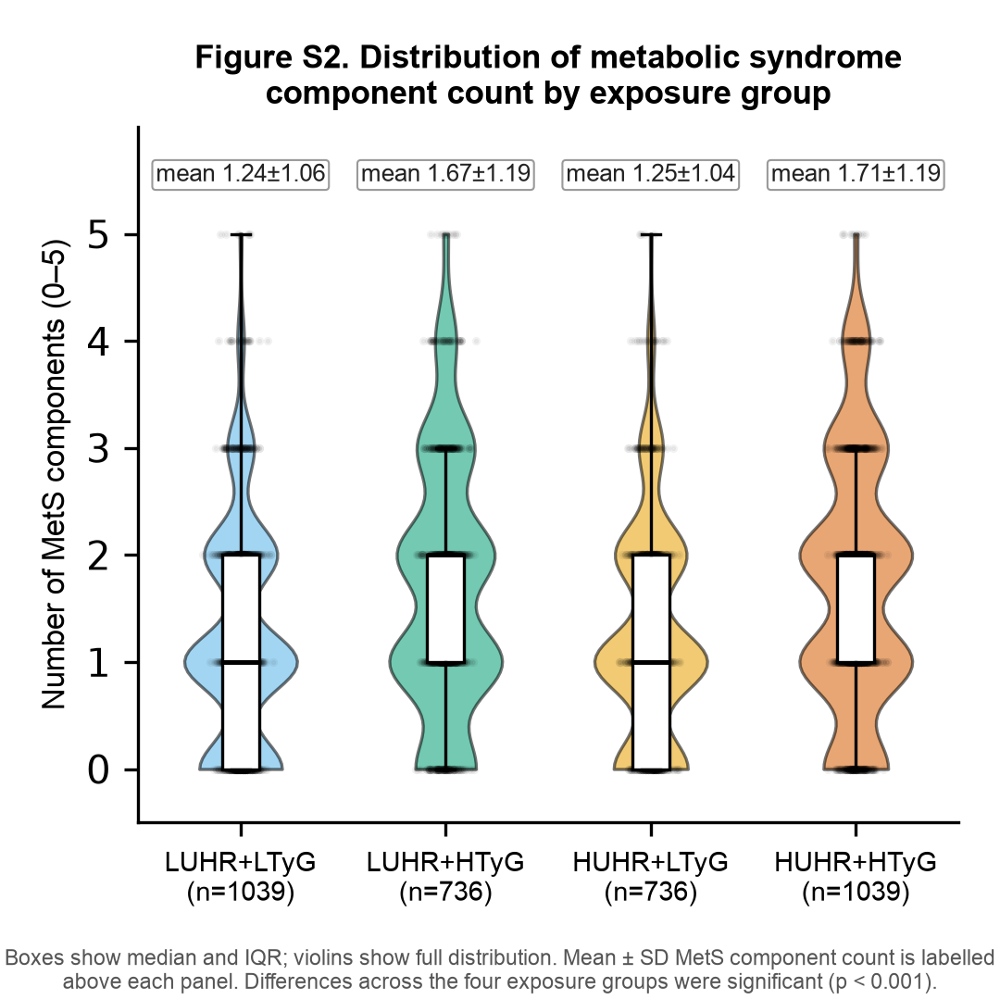 Figure S2. Distribution of metabolic syndrome
component count by exposure group
mean 1.24±1.06
mean 1.67±1.19
mean 1.25±1.04
mean 1.71±1.19
Number of MetS components (0–5)
5
4
3
2
1
0
LUHR+LTyG
(n=1039)
LUHR+HTyG
(n=736)
HUHR+LTyG
(n=736)
HUHR+HTyG
(n=1039)
Boxes show median and IQR; violins show full distribution. Mean ± SD MetS component count is labelled
above each panel. Differences across the four exposure groups were significant (p < 0.001).